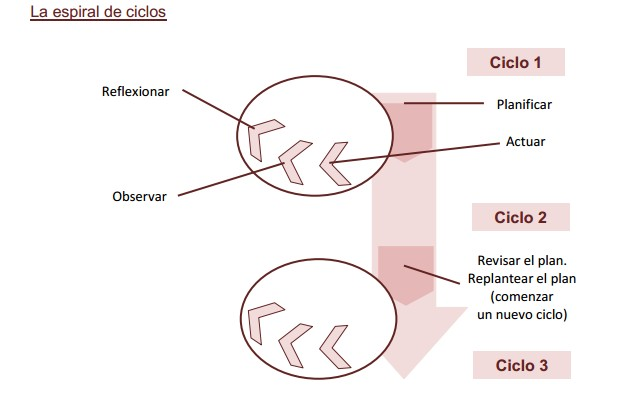 La espiral de ciclos
Ciclo 1
Reflexionar
Planificar
Actuar
Observar
Ciclo 2
Revisar el plan.
Replantear el plan
(comenzar
un nuevo ciclo)
Ciclo 3